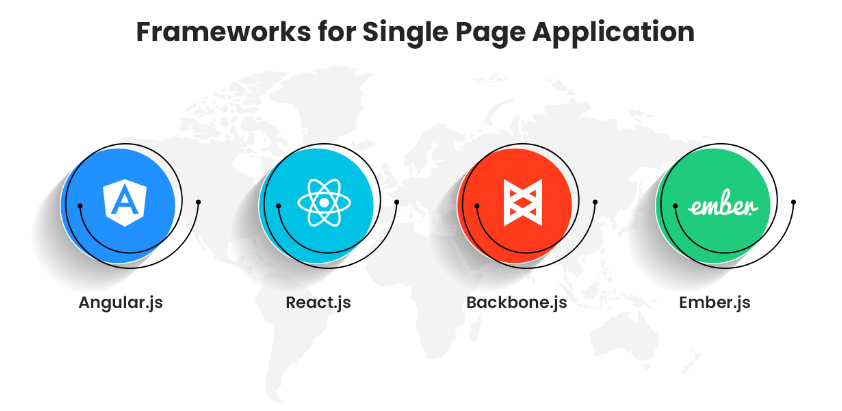 Frameworks for Single Page Application
A
ember
Angular.js
React.js
Backbone.js
Ember.js